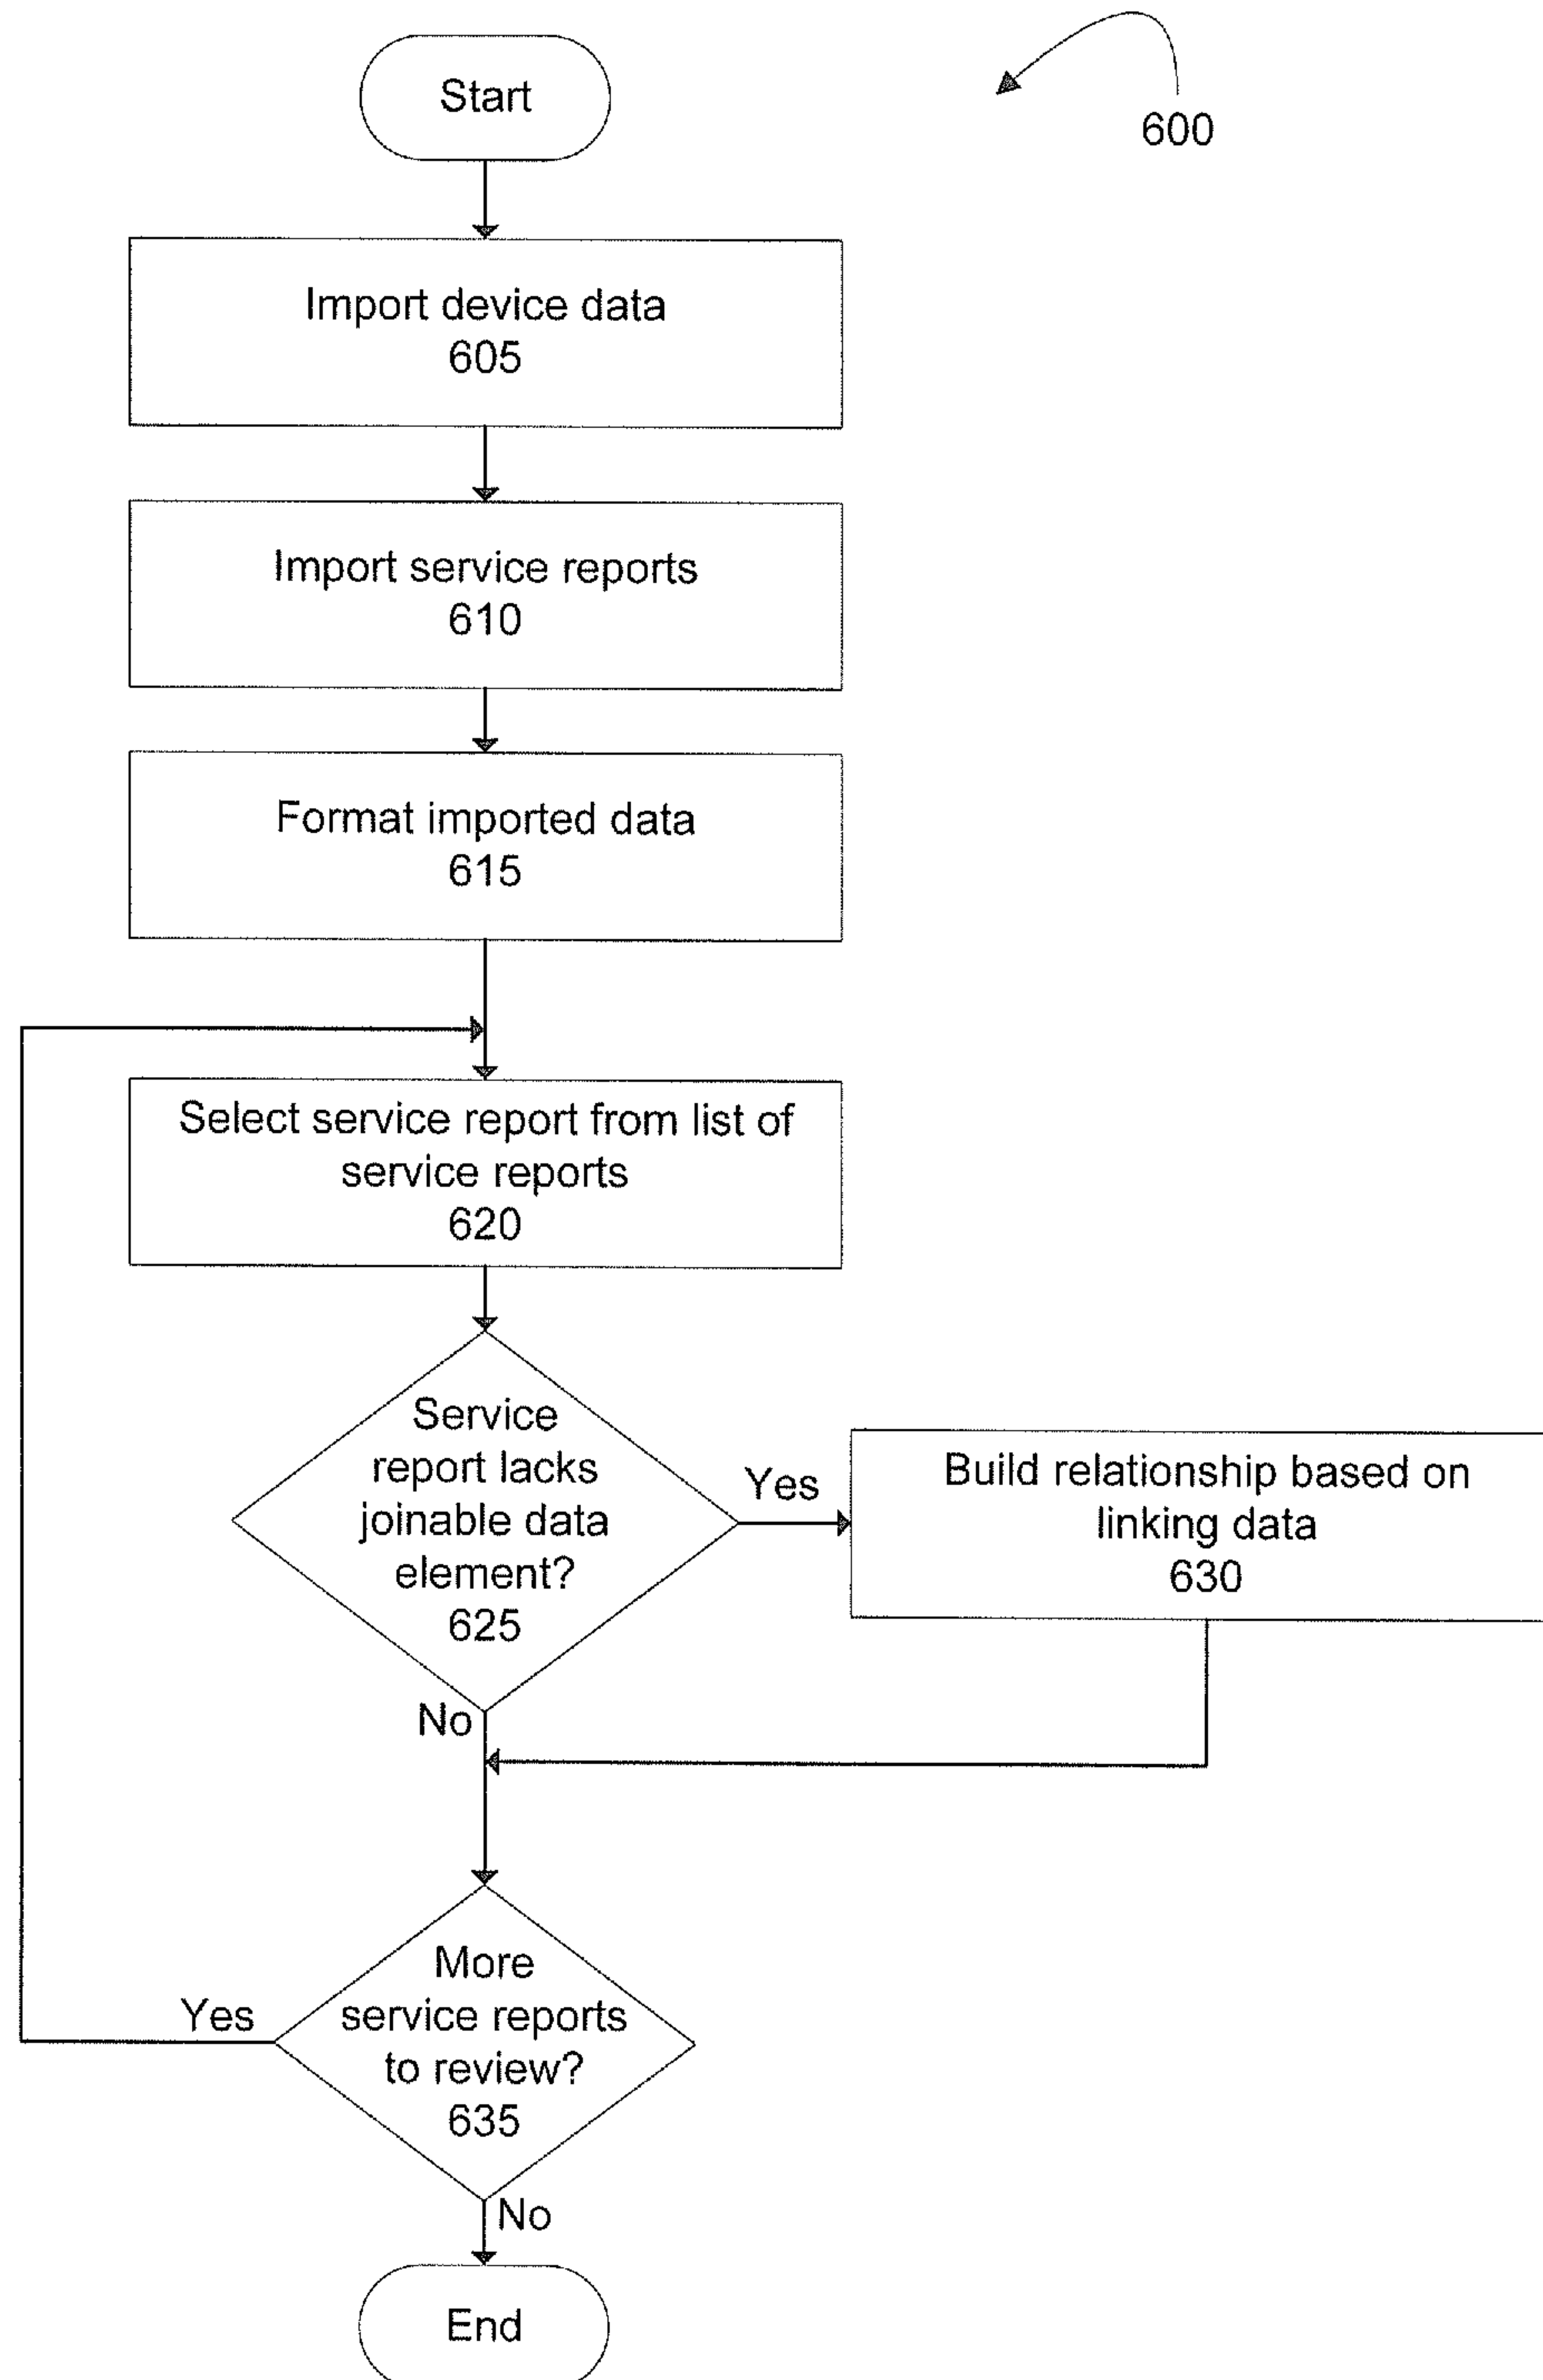 Start
600
Import device data
605
Import service reports
610
Format imported data
615
Select service report from list of
service reports
620
Service
report lacks
joinable data
element?
625
Yes
Build relationship based on
linking data
630
No
More
service reports
to review?
635
Yes
No
End